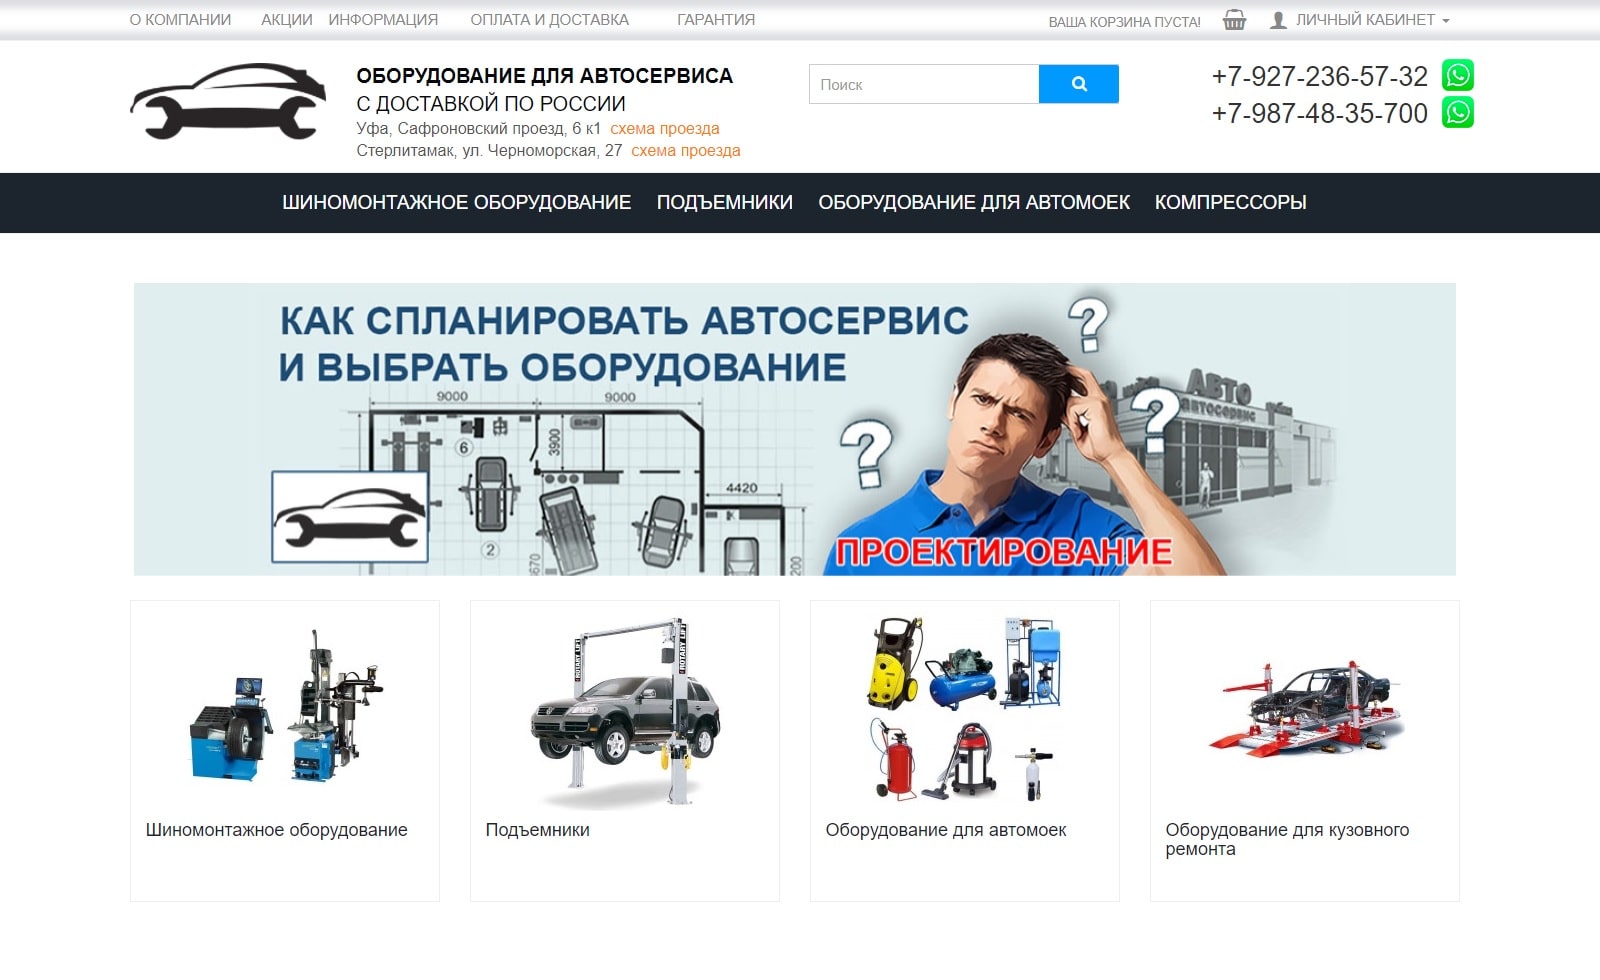 О КОМПАНИИ АКЦИИ ИНФОРМАЦИЯ ОПЛАТА И ДОСТАВКА ГАРАНТИЯ ВАША КОРЗИНА ПУСТА! ЛИЧНЫЙ КАБИНЕТ
ОБОРУДОВАНИЕ ДЛЯ АВТОСЕРВИСА
С ДОСТАВКОЙ ПО РОССИИ
Уфа, Сафроновский проезд, 6 к1 схема проезда
Стерлитамак, ул. Черноморская, 27 схема проезда
Поиск
+7-927-236-57-32
+7-987-48-35-700
ШИНОМОНТАЖНОЕ ОБОРУДОВАНИЕ ПОДЪЕМНИКИ ОБОРУДОВАНИЕ ДЛЯ АВТОМОЕК КОМПРЕССОРЫ
КАК СПЛАНИРОВАТЬ АВТОСЕРВИС
И ВЫБРАТЬ ОБОРУДОВАНИЕ
9000 9000
3900
6
4420
2
? ? ?
АВТО
автосервис
ПРОЕКТИРОВАНИЕ
ROTARY LIFT
ROTARY LIFT
Шиномонтажное оборудование
Подъемники
Оборудование для автомоек
Оборудование для кузовного
ремонта